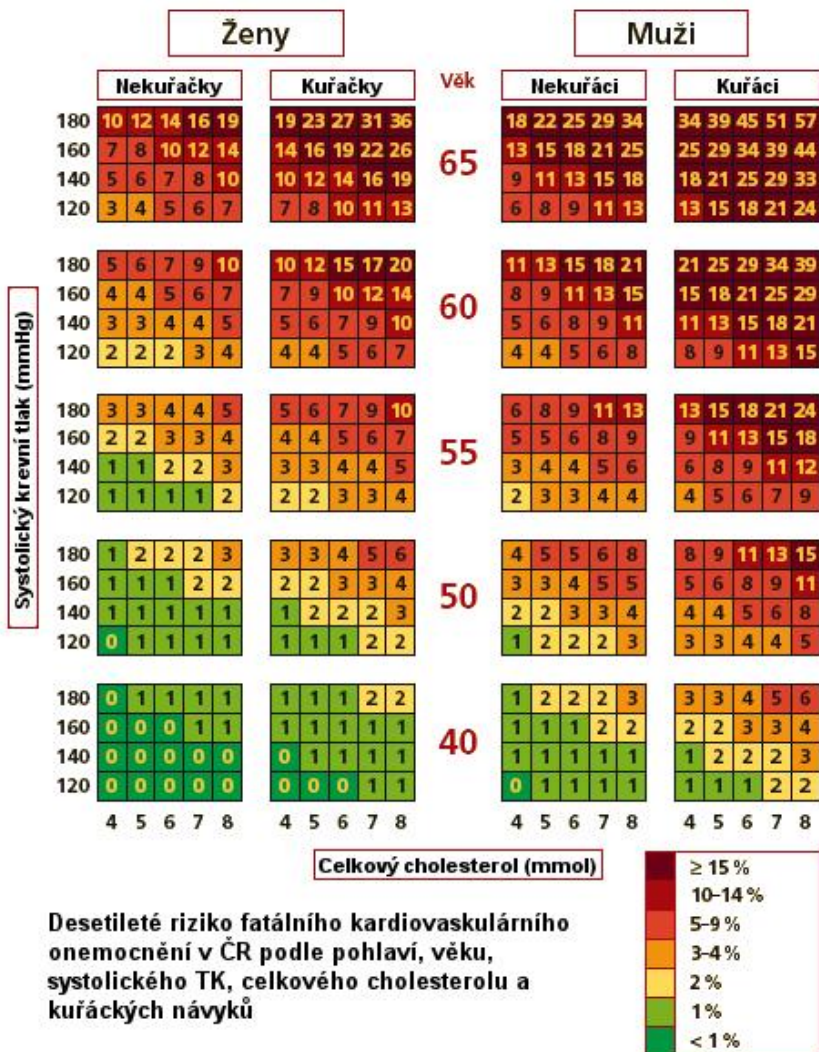 Ženy Muži
Nekuřačky Kuřačky Věk Nekuřáci Kuřáci
180 10 12 14 16 19 19 23 27 31 36 18 22 25 29 34 34 39 45 51 57
160 7 8 10 12 14 14 16 19 22 26 13 15 18 21 25 25 29 34 39 44
65
140 5 6 7 8 10 10 12 14 16 19 9 11 13 15 18 18 21 25 29 33
120 3 4 5 6 7 7 8 10 11 13 6 8 9 11 13 13 15 18 21 24
180 5 6 7 9 10 10 12 15 17 20 11 13 15 18 21 21 25 29 34 39
160 4 4 5 6 7 7 9 10 12 14 8 9 11 13 15 15 18 21 25 29
60
140 3 3 4 4 5 5 6 7 9 10 5 6 8 9 11 11 13 15 18 21
120 2 2 2 3 4 4 4 5 6 7 4 4 5 6 8 8 9 11 13 15
180 3 3 4 4 5 5 6 7 9 10 6 8 9 11 13 13 15 18 21 24
160 2 2 3 3 4 4 4 5 6 7 5 5 6 8 9 9 11 13 15 18
55
140 1 1 2 2 3 3 3 4 4 5 3 4 4 5 6 6 8 9 11 12
120 1 1 1 1 2 2 2 3 3 4 2 3 3 4 4 4 5 6 7 9
180 1 2 2 2 3 3 3 4 5 6 4 5 5 6 8 8 9 11 13 15
160 1 1 1 2 2 2 2 3 3 4 3 3 4 5 5 5 6 8 9 11
50
140 1 1 1 1 1 1 2 2 2 3 2 2 3 3 4 4 4 5 6 8
120 0 1 1 1 1 1 1 1 2 2 1 2 2 2 3 3 3 4 4 5
180 0 1 1 1 1 1 1 1 2 2 1 2 2 2 3 3 3 4 5 6
160 0 0 0 1 1 1 1 1 1 1 1 1 1 2 2 2 2 3 3 4
40
140 0 0 0 0 0 0 1 1 1 1 1 1 1 1 1 1 2 2 2 3
120 0 0 0 0 0 0 0 0 1 1 0 1 1 1 1 1 1 1 2 2
4 5 6 7 8 4 5 6 7 8 4 5 6 7 8 4 5 6 7 8
Systolický krevní tlak (mmHg)
Celkový cholesterol (mmol)
≥ 15 %
10–14 %
5–9 %
3–4 %
2 %
1 %
< 1 %
Desetileté riziko fatálního kardiovaskulárního
onemocnění v ČR podle pohlaví, věku,
systolického TK, celkového cholesterolu a
kuřáckých návyků